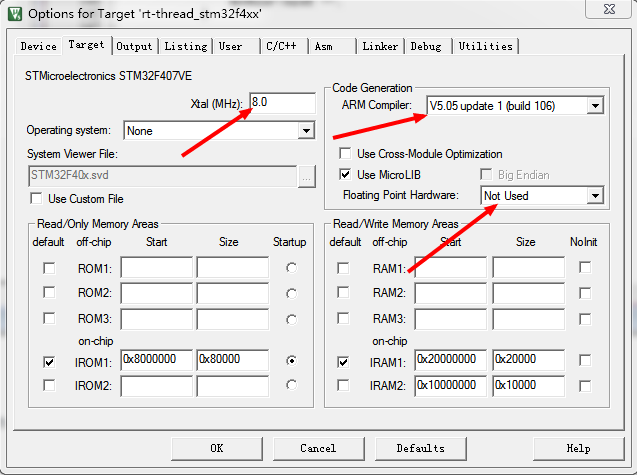 Options for Target 'rt-thread_stm32f4xx'
Device Target Output Listing User C/C++ Asm Linker Debug Utilities
STMicroelectronics STM32F407VE
Xtal (MHz): 8.0
Operating system: None
System Viewer File:
STM32F40x.svd ...
Use Custom File
Code Generation
ARM Compiler: V5.05 update 1 (build 106)
Use Cross-Module Optimization
Use MicroLIB Big Endian
Floating Point Hardware: Not Used
Read/Only Memory Areas
default off-chip Start Size Startup
ROM1:
ROM2:
ROM3:
on-chip
IROM1: 0x8000000 0x80000
IROM2:
Read/Write Memory Areas
default off-chip Start Size NoInit
RAM1:
RAM2:
RAM3:
on-chip
IRAM1: 0x20000000 0x20000
IRAM2: 0x10000000 0x10000
OK Cancel Defaults Help